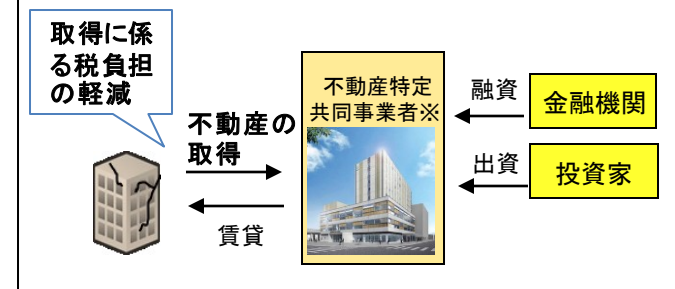 取得に係
る税負担
の軽減
不動産の
取得
賃貸
不動産特定
共同事業者※
融資
金融機関
出資
投資家